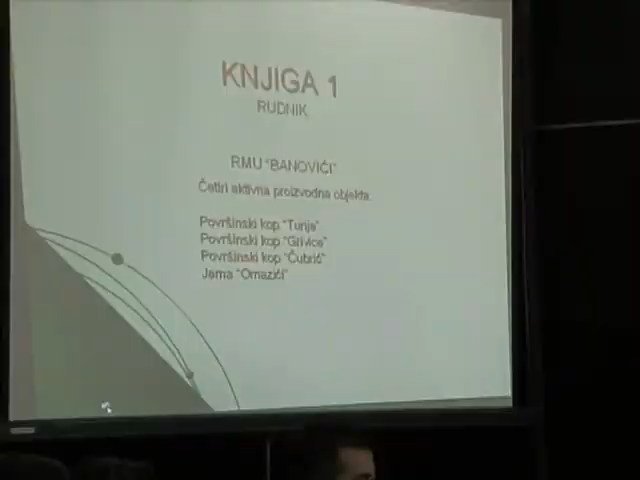 KNJIGA 1
RUDNIK
RMU "BANOVIĆI"
Četiri aktivna proizvodna objekta.
Površinski kop "Turija"
Površinski kop "Grivice"
Površinski kop "Čubrić"
Jama "Omazići"